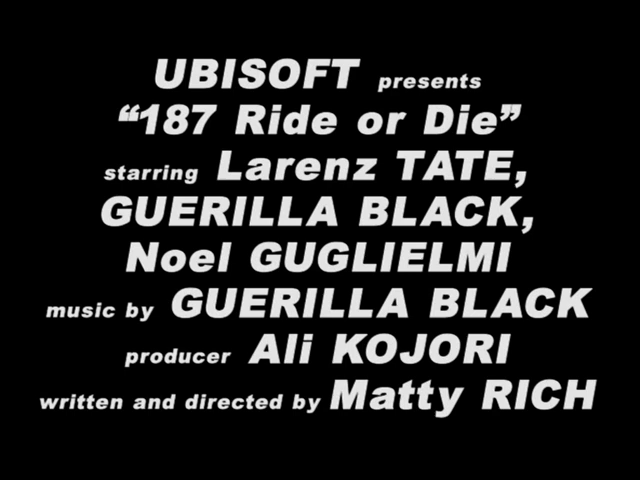 UBISOFT presents
“187 Ride or Die”
starring Larenz TATE,
GUERILLA BLACK,
Noel GUGLIELMI
music by GUERILLA BLACK
producer Ali KOJORI
written and directed by Matty RICH